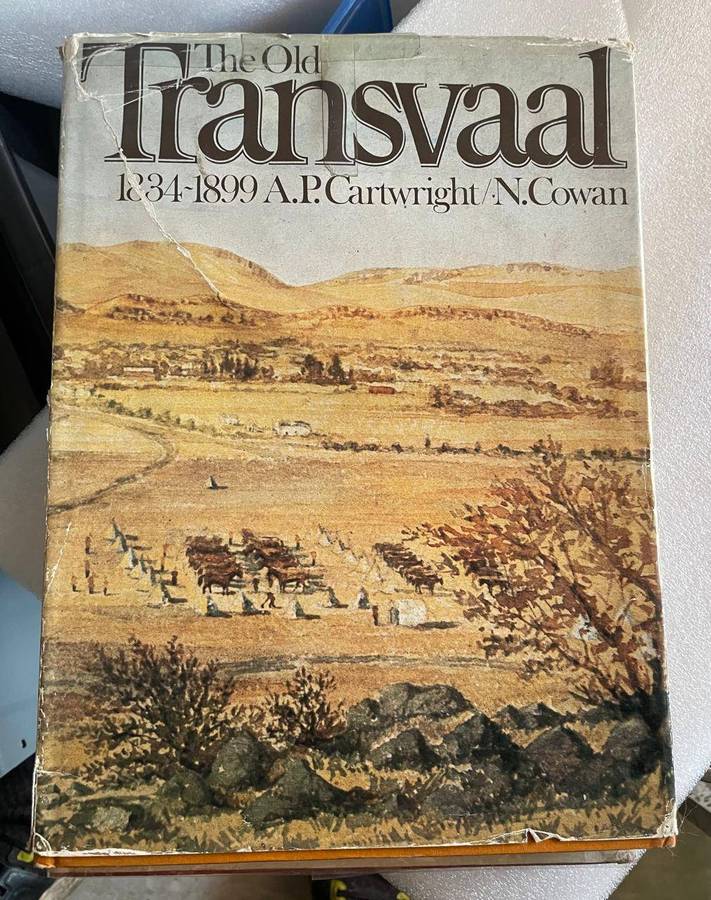 The Old
Transvaal
1834-1899 A.P.Cartwright/N.Cowan